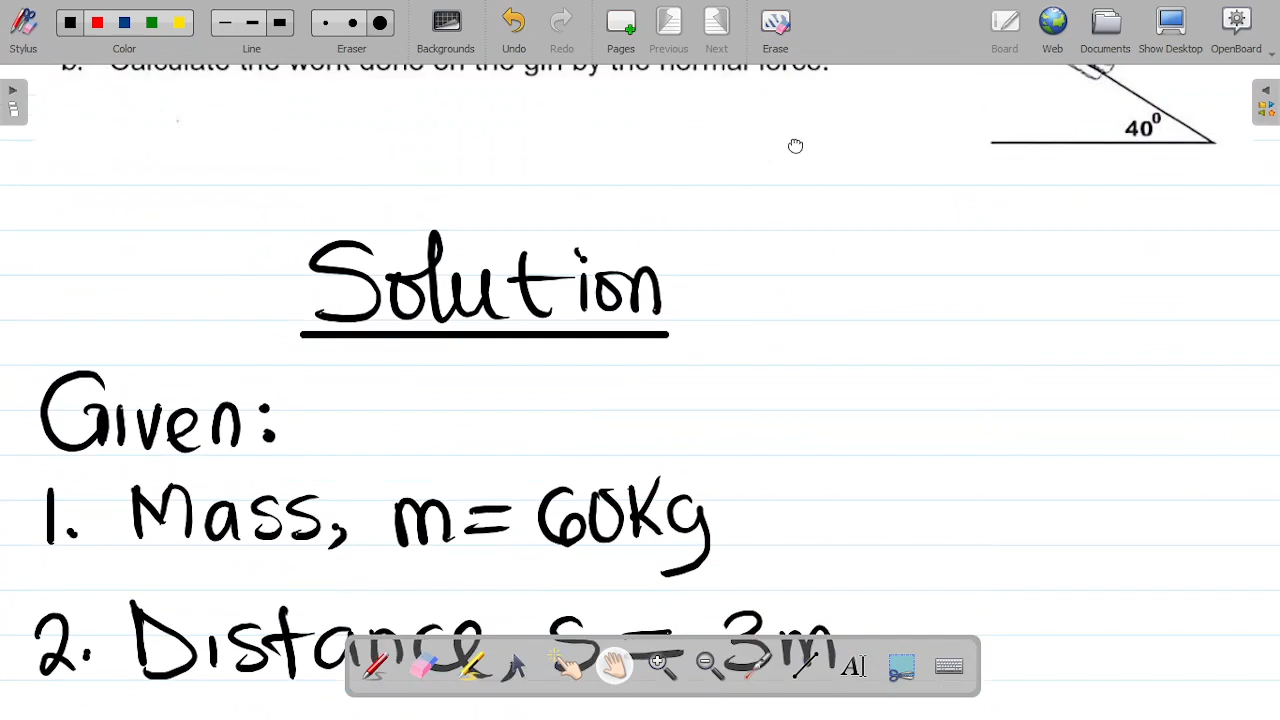 Stylus Color Line Eraser Backgrounds Undo Redo Pages Previous Next Erase Board Web Documents Show Desktop OpenBoard
b. Calculate the work done on the girl by the normal force.
40⁰
Solution
Given:
1. Mass, m = 60Kg
2. Distance, s = 3m
AI